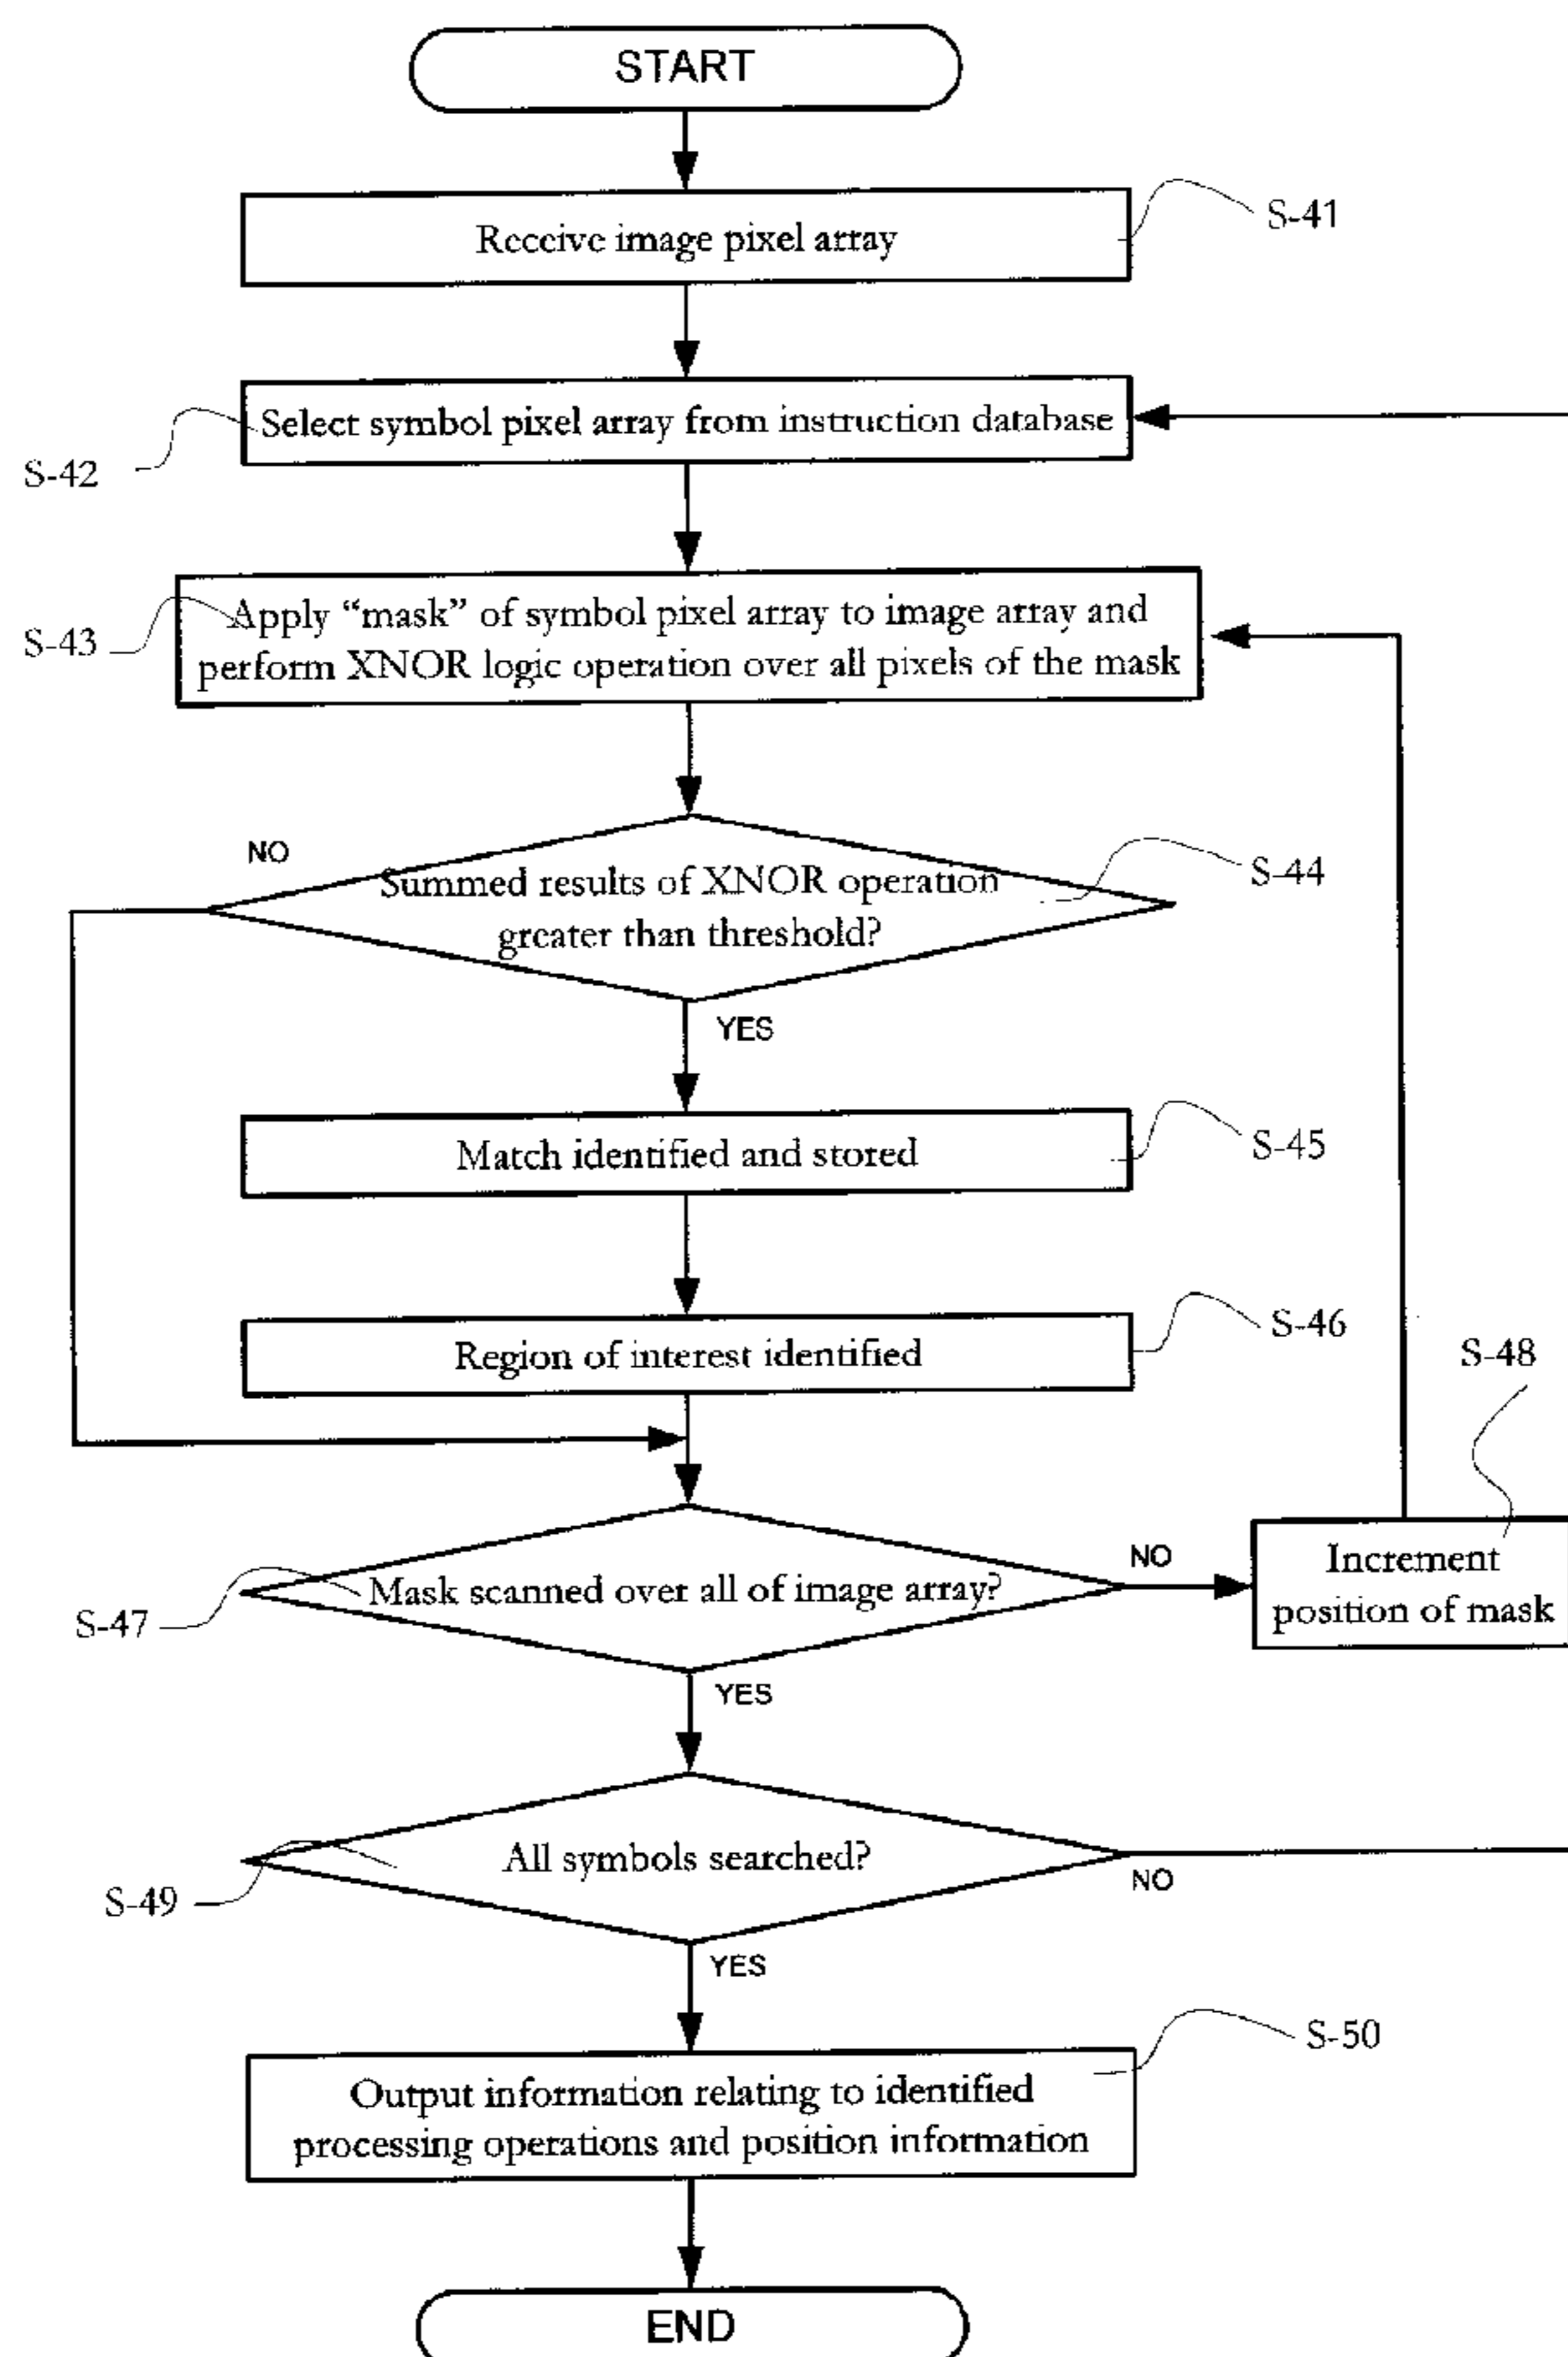 START
Receive image pixel array
S-41
Select symbol pixel array from instruction database
S-42
Apply “mask” of symbol pixel array to image array and
perform XNOR logic operation over all pixels of the mask
S-43
NO
Summed results of XNOR operation
greater than threshold?
S-44
YES
Match identified and stored
S-45
Region of interest identified
S-46
S-48
Mask scanned over all of image array?
S-47
NO
Increment
position of mask
YES
All symbols searched?
S-49
NO
YES
S-50
Output information relating to identified
processing operations and position information
END